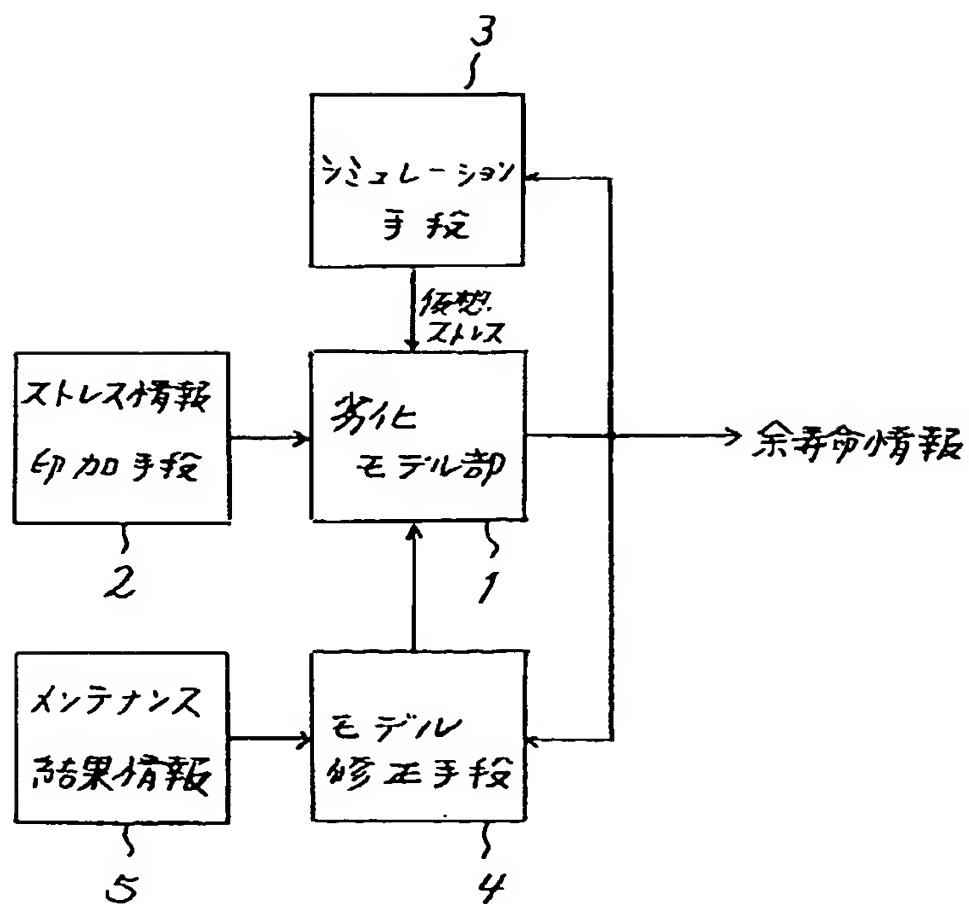 3
シミュレーション
手段
仮想
ストレス
ストレス情報
印加手段
2
劣化
モデル部
1
余寿命情報
メンテナンス
結果情報
5
モデル
修正手段
4